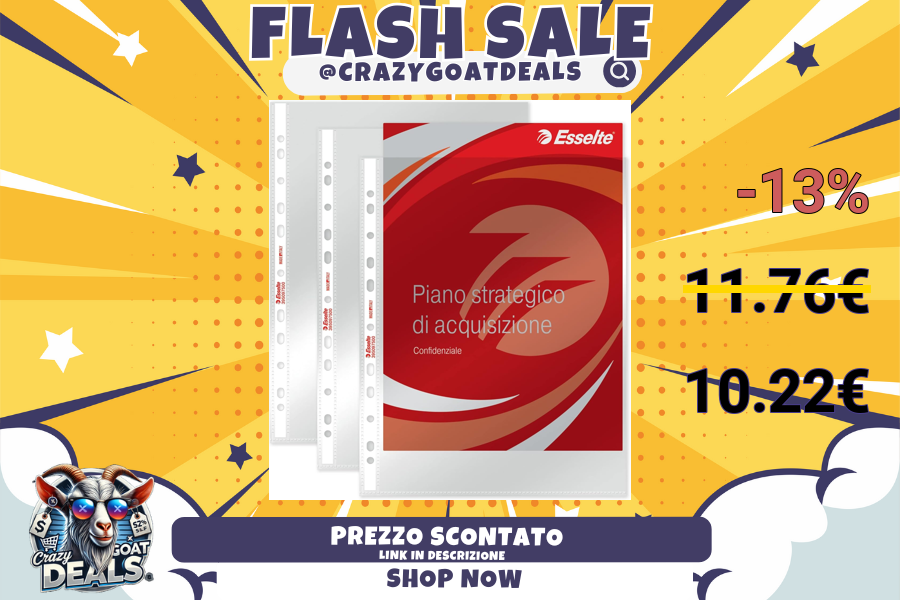 FLASH SALE
@CRAZYGOATDEALS
Esselte
-13%
11.76€
Piano strategico
di acquisizione
Confidenziale
10.22€
$
52%
Crazy
GOAT
DEALS
PREZZO SCONTATO
LINK IN DESCRIZIONE
SHOP NOW